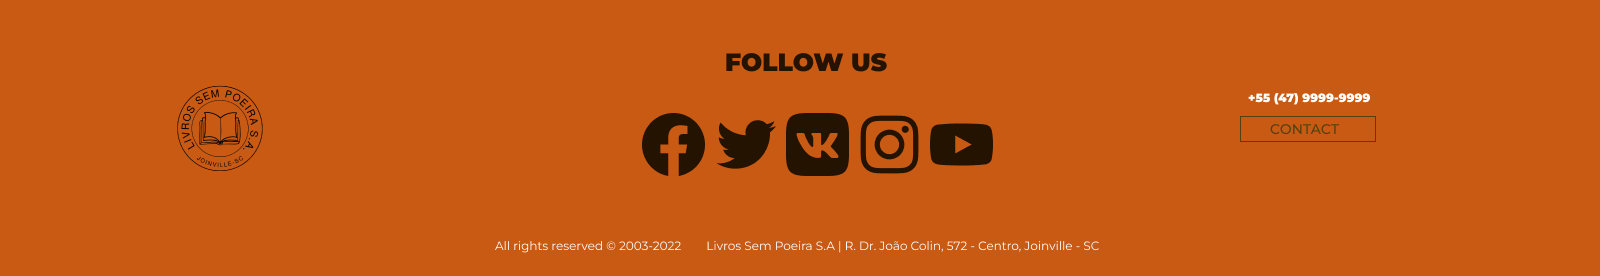 FOLLOW US
LIVROS SEM POEIRA S.A.
JOINVILLE-SC
+55 (47) 9999-9999
CONTACT
All rights reserved © 2003-2022 Livros Sem Poeira S.A | R. Dr. João Colin, 572 - Centro, Joinville - SC